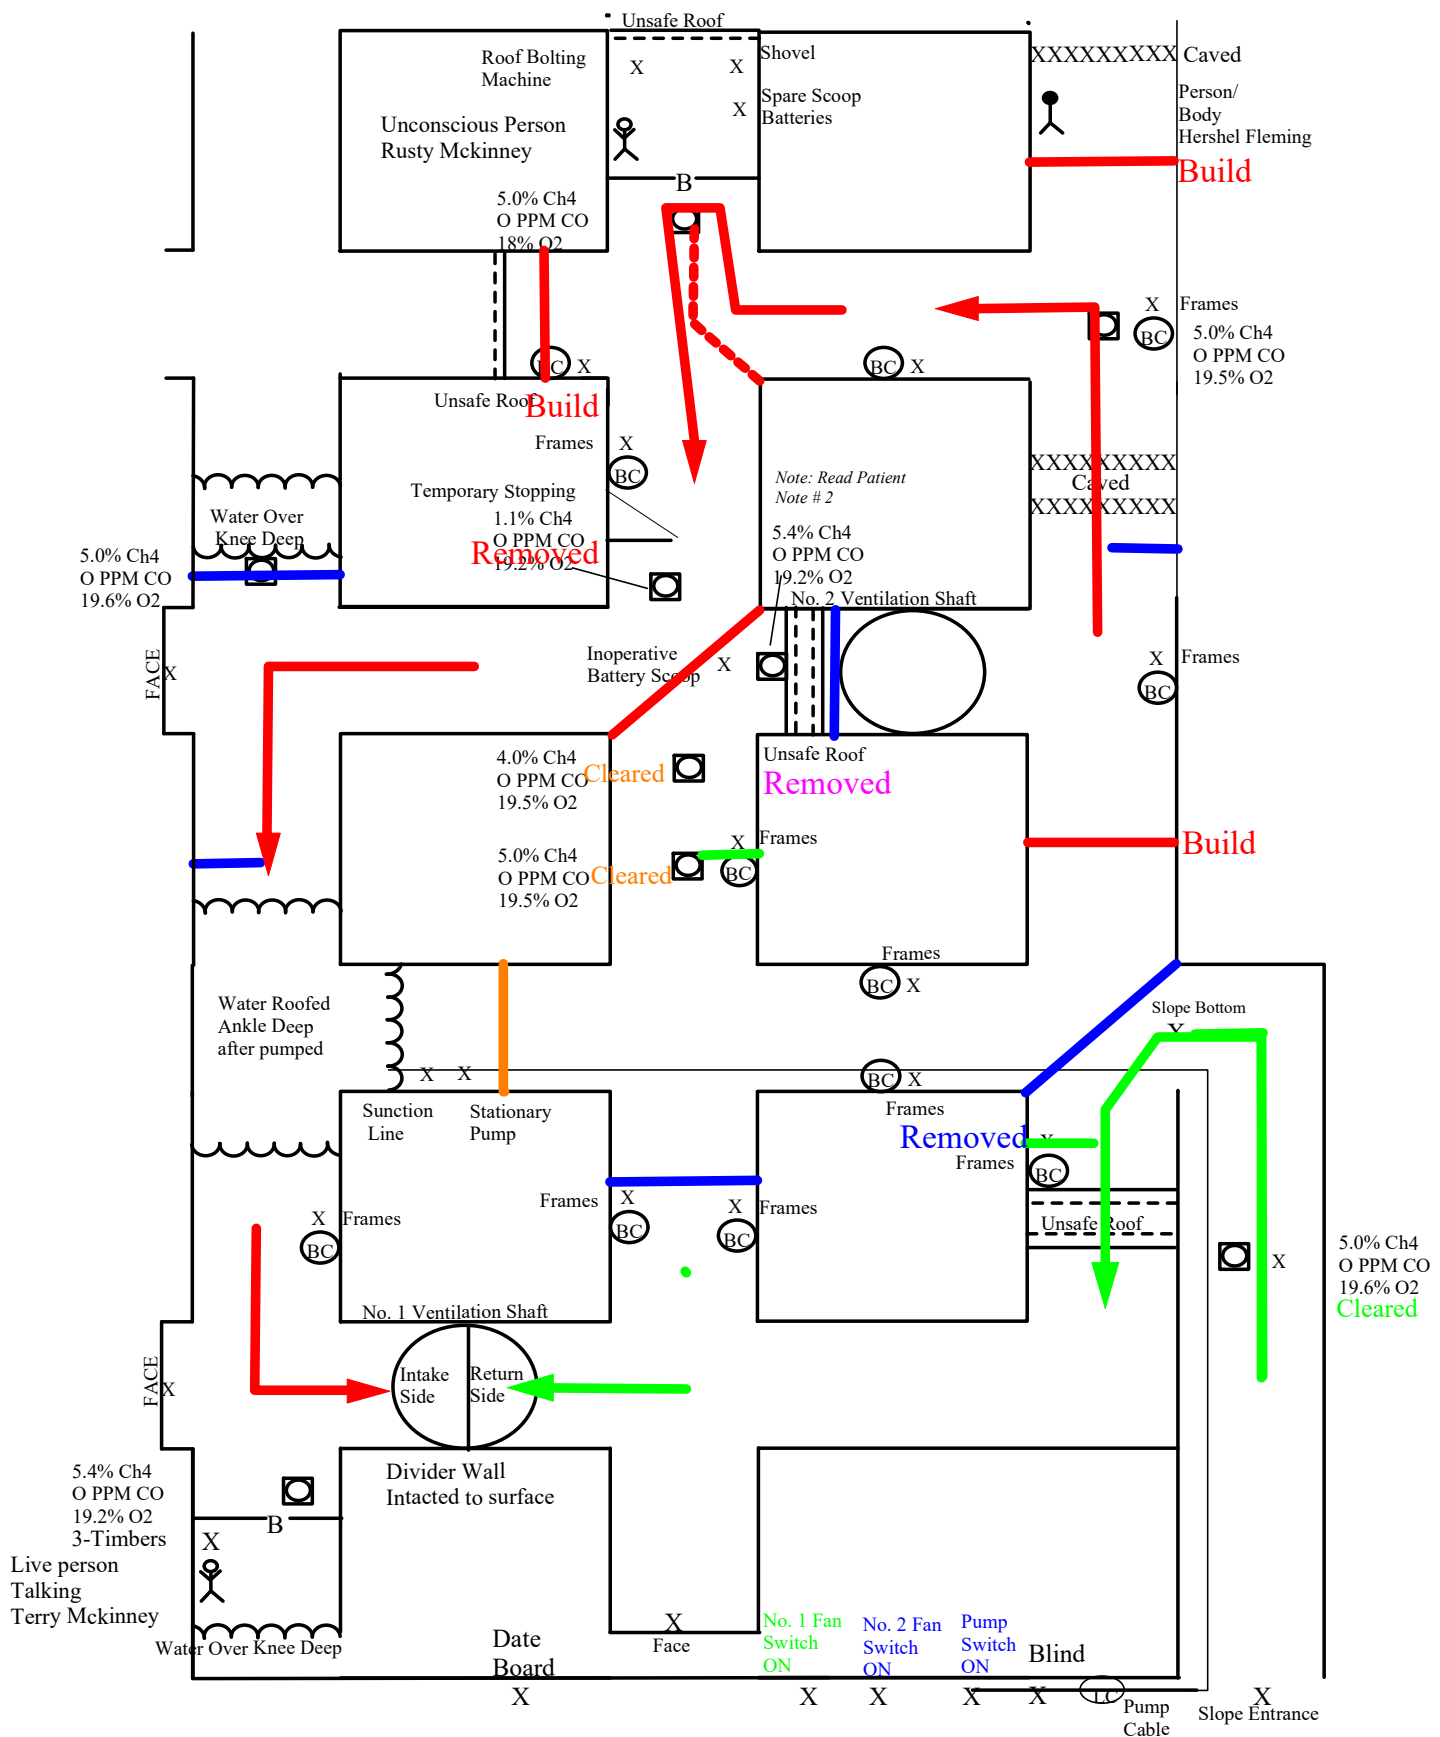 Unsafe Roof
Roof Bolting
Machine
X
X
Shovel
XXXXXXXXXX Caved
X
Spare Scoop
Batteries
Person/
Body
Hershel Fleming
Unconscious Person
Rusty Mckinney
Build
B
5.0% Ch4
O PPM CO
18% O2
X Frames
BC
5.0% Ch4
O PPM CO
19.5% O2
BC X
BC X
Unsafe Roof
Build
Frames X
BC
XXXXXXXXXX
Caved
XXXXXXXXXX
Note: Read Patient
Note # 2
Temporary Stopping
1.1% Ch4
O PPM CO
19.2% O2
Removed
5.4% Ch4
O PPM CO
19.2% O2
Water Over
Knee Deep
5.0% Ch4
O PPM CO
19.6% O2
No. 2 Ventilation Shaft
FACE
X
Inoperative
Battery Scoop
X
X Frames
BC
Unsafe Roof
Removed
4.0% Ch4
O PPM CO
19.5% O2
Cleared
X Frames
BC
Build
5.0% Ch4
O PPM CO
19.5% O2
Cleared
Frames
BC X
Water Roofed
Ankle Deep
after pumped
Slope Bottom
X
X X
BC X
Frames
Sunction
Line
Stationary
Pump
Removed
X
Frames
BC
Frames X
BC
X Frames
BC
X Frames
BC
Unsafe Roof
X
5.0% Ch4
O PPM CO
19.6% O2
Cleared
No. 1 Ventilation Shaft
Intake
Side
Return
Side
FACE
X
Divider Wall
Intacted to surface
5.4% Ch4
O PPM CO
19.2% O2
3-Timbers
B
X
Live person
Talking
Terry Mckinney
Water Over Knee Deep
X
Face
Date
Board
X
No. 1 Fan
Switch
ON
X
No. 2 Fan
Switch
ON
X
Pump
Switch
ON
X
Blind
X
LC
Pump
Cable
X
Slope Entrance